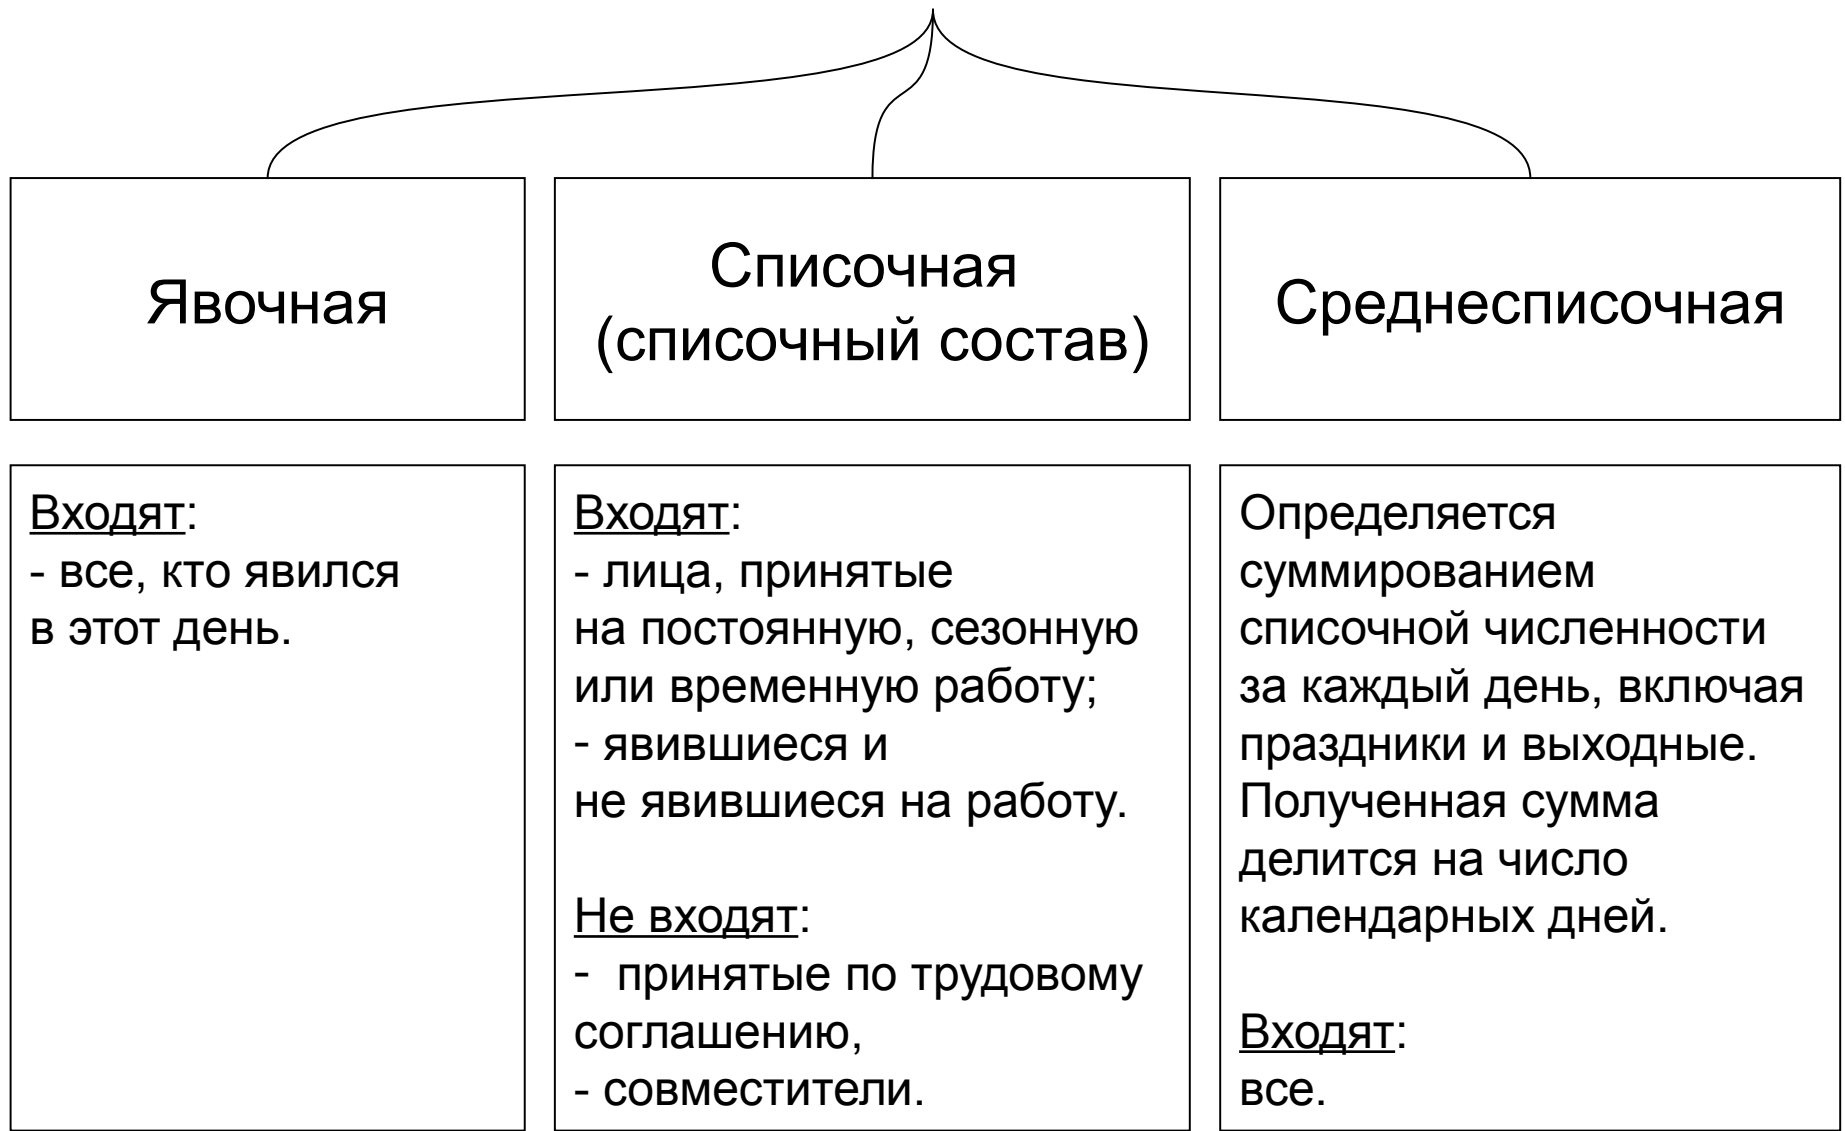 Явочная
Списочная
(списочный состав)
Среднесписочная
Входят:
- все, кто явился
в этот день.
Входят:
- лица, принятые
на постоянную, сезонную
или временную работу;
- явившиеся и
не явившиеся на работу.
Не входят:
- принятые по трудовому
соглашению,
- совместители.
Определяется
суммированием
списочной численности
за каждый день, включая
праздники и выходные.
Полученная сумма
делится на число
календарных дней.
Входят:
все.